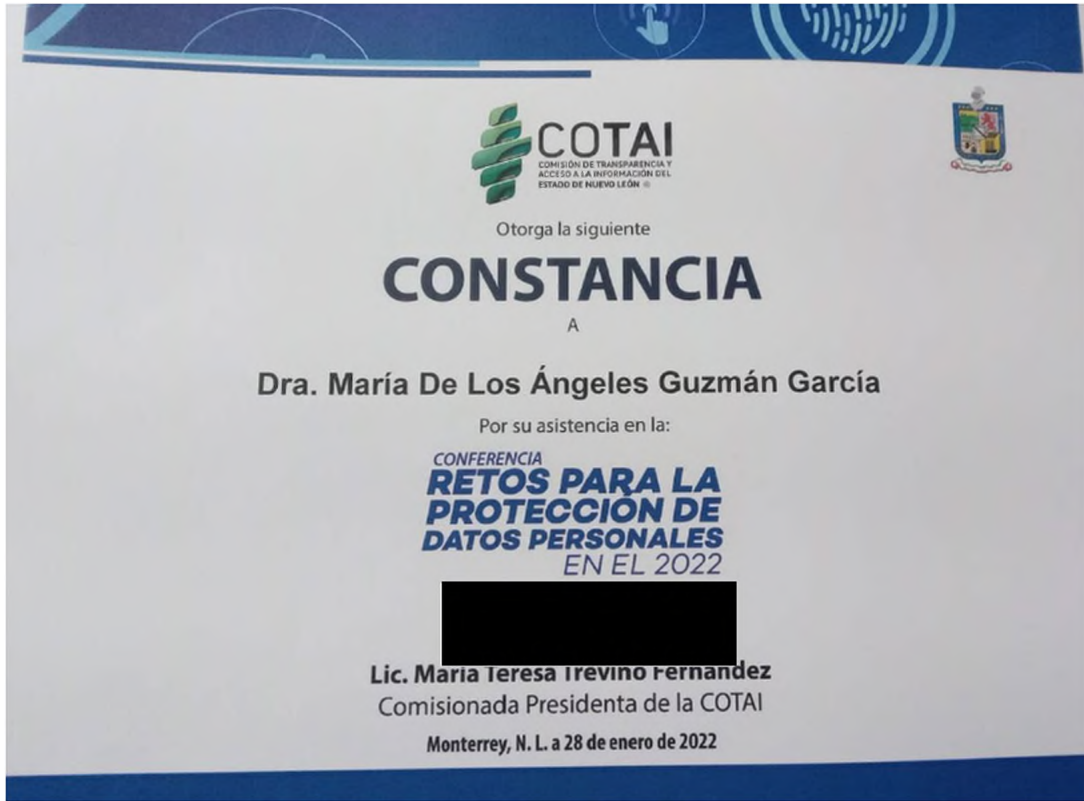 COTAI
COMISIÓN DE TRANSPARENCIA Y
ACCESO A LA INFORMACIÓN DEL
ESTADO DE NUEVO LEÓN ®
Otorga la siguiente
CONSTANCIA
A
Dra. María De Los Ángeles Guzmán García
Por su asistencia en la:
CONFERENCIA
RETOS PARA LA
PROTECCIÓN DE
DATOS PERSONALES
EN EL 2022
Lic. María Teresa Treviño Fernández
Comisionada Presidenta de la COTAI
Monterrey, N. L. a 28 de enero de 2022